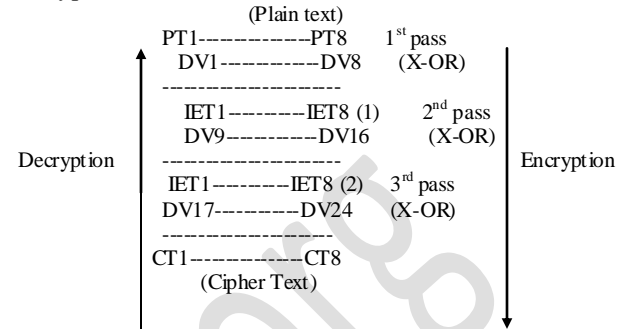 (Plain text)
PT1----------------PT8 1st pass
DV1--------------DV8 (X-OR)
--------------------------
IET1-----------IET8 (1) 2nd pass
DV9-------------DV16 (X-OR)
Decryption
--------------------------
Encryption
IET1-----------IET8 (2) 3rd pass
DV17------------DV24 (X-OR)
-------------------------
CT1----------------CT8
(Cipher Text)